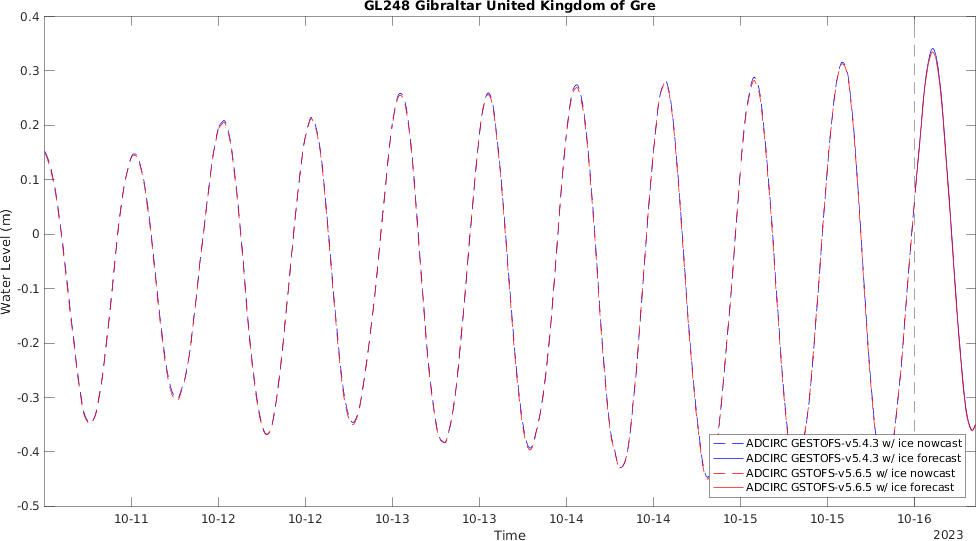 GL248 Gibraltar United Kingdom of Gre
0.4
0.3
0.2
0.1
0
-0.1
-0.2
-0.3
-0.4
-0.5
Water Level (m)
ADCIRC GESTOFS-v5.4.3 w/ ice nowcast
ADCIRC GESTOFS-v5.4.3 w/ ice forecast
ADCIRC GSTOFS-v5.6.5 w/ ice nowcast
ADCIRC GSTOFS-v5.6.5 w/ ice forecast
10-11 10-12 10-12 10-13 10-13 10-14 10-14 10-15 10-15 10-16
Time
2023